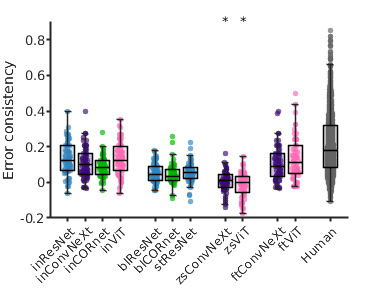 * *
Error consistency
0.8
0.6
0.4
0.2
0
-0.2
inResNet
inConvNeXt
inCORnet
inViT
blResNet
blCORnet
stResNet
zsConvNeXt
zsViT
ftConvNeXt
ftViT
Human